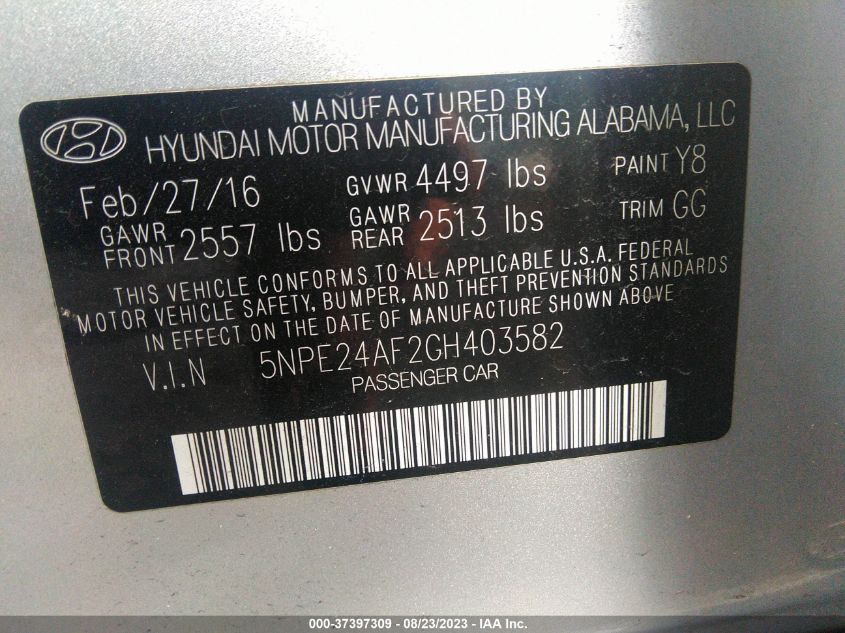 MANUFACTURED BY
HYUNDAI MOTOR MANUFACTURING ALABAMA, LLC
Feb/27/16 GVWR 4497 lbs PAINT Y8
GAWR FRONT 2557 lbs GAWR REAR 2513 lbs TRIM GG
THIS VEHICLE CONFORMS TO ALL APPLICABLE U.S.A. FEDERAL
MOTOR VEHICLE SAFETY, BUMPER, AND THEFT PREVENTION STANDARDS
IN EFFECT ON THE DATE OF MANUFACTURE SHOWN ABOVE
V.I.N 5NPE24AF2GH403582
PASSENGER CAR
000-37397309 - 08/23/2023 - IAA Inc.